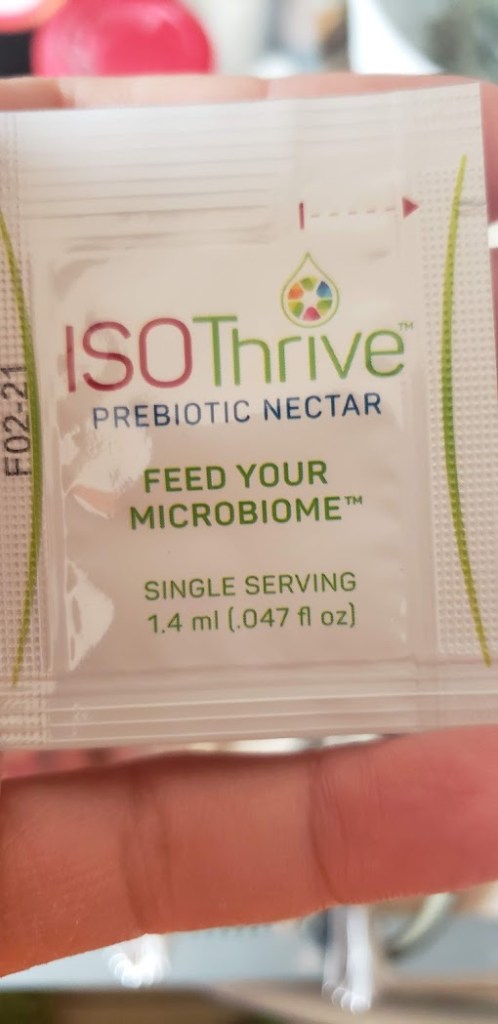 ISOThrive™
PREBIOTIC NECTAR
FEED YOUR
MICROBIOME™
SINGLE SERVING
1.4 ml (.047 fl oz)
F02-21